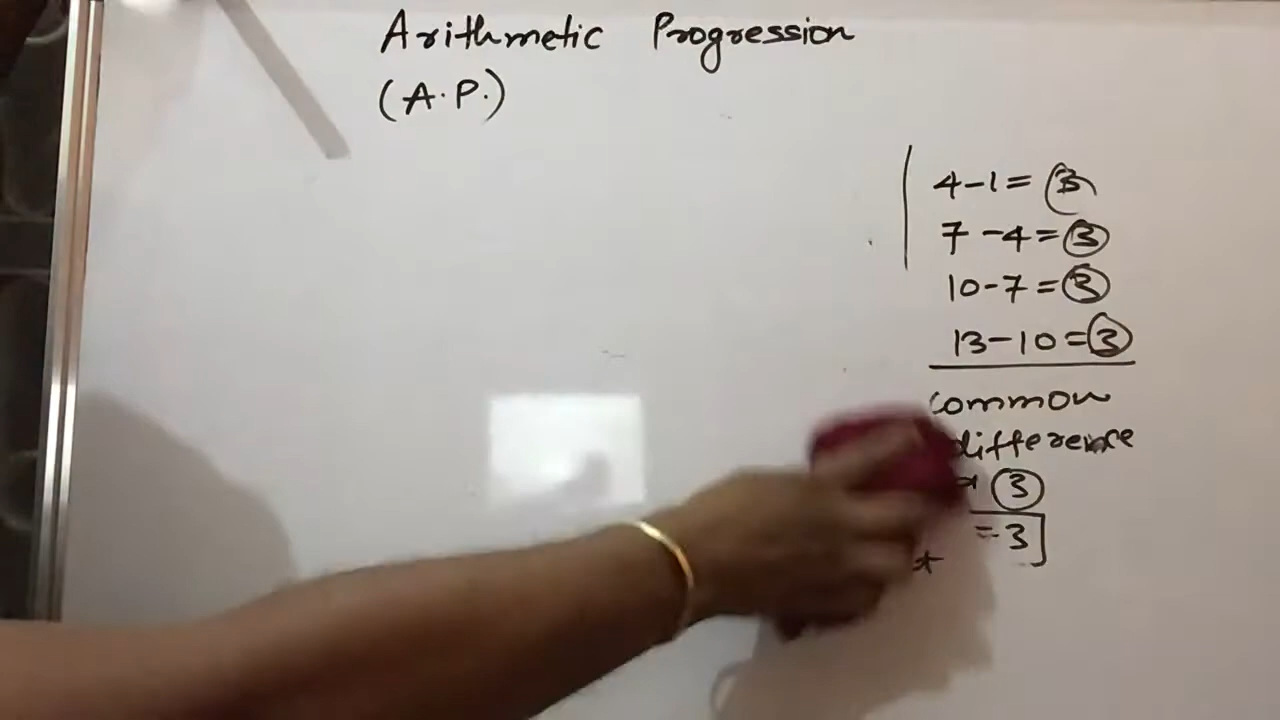 Arithmetic Progression
(A.P.)
4-1=3
7-4=3
10-7=3
13-10=3
common
difference
3
=3
*